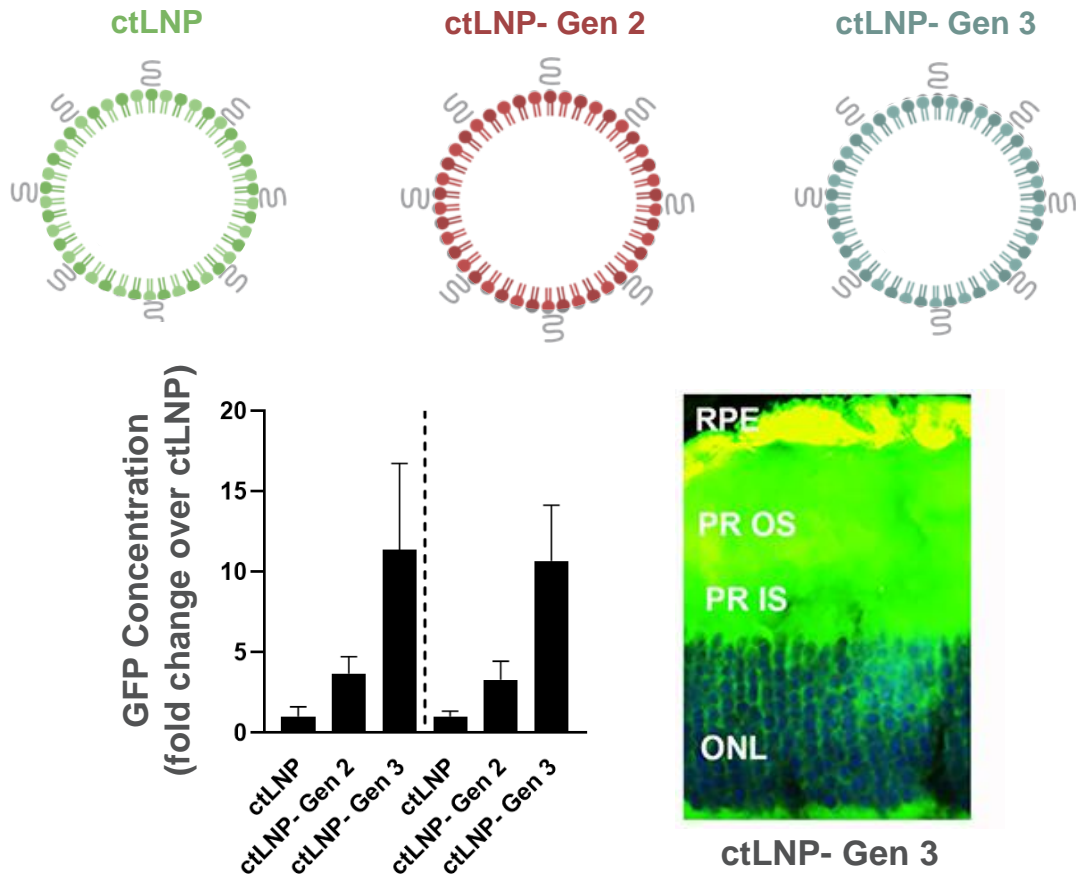 ctLNP
ctLNP- Gen 2
ctLNP- Gen 3
GFP Concentration
(fold change over ctLNP)
20
15
10
5
0
ctLNP
ctLNP- Gen 2
ctLNP- Gen 3
ctLNP
ctLNP- Gen 2
ctLNP- Gen 3
RPE
PR OS
PR IS
ONL
ctLNP- Gen 3